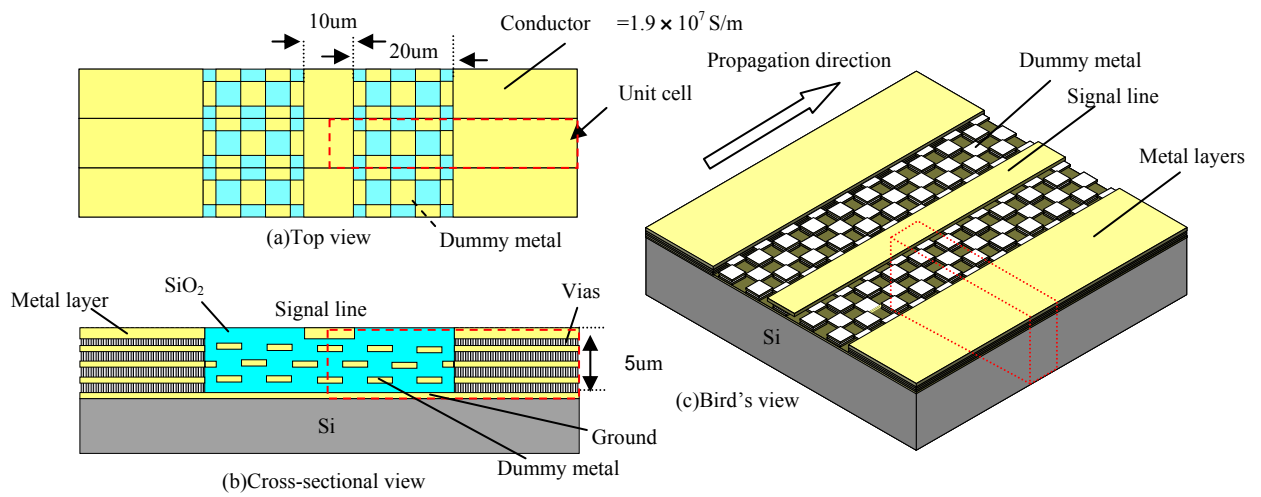 10um
20um
Conductor =1.9 × 10⁷ S/m
Unit cell
Dummy metal
(a)Top view
Metal layer
SiO₂
Signal line
Vias
5um
Si
Ground
Dummy metal
(b)Cross-sectional view
Propagation direction
Dummy metal
Signal line
Metal layers
Si
(c)Bird's view